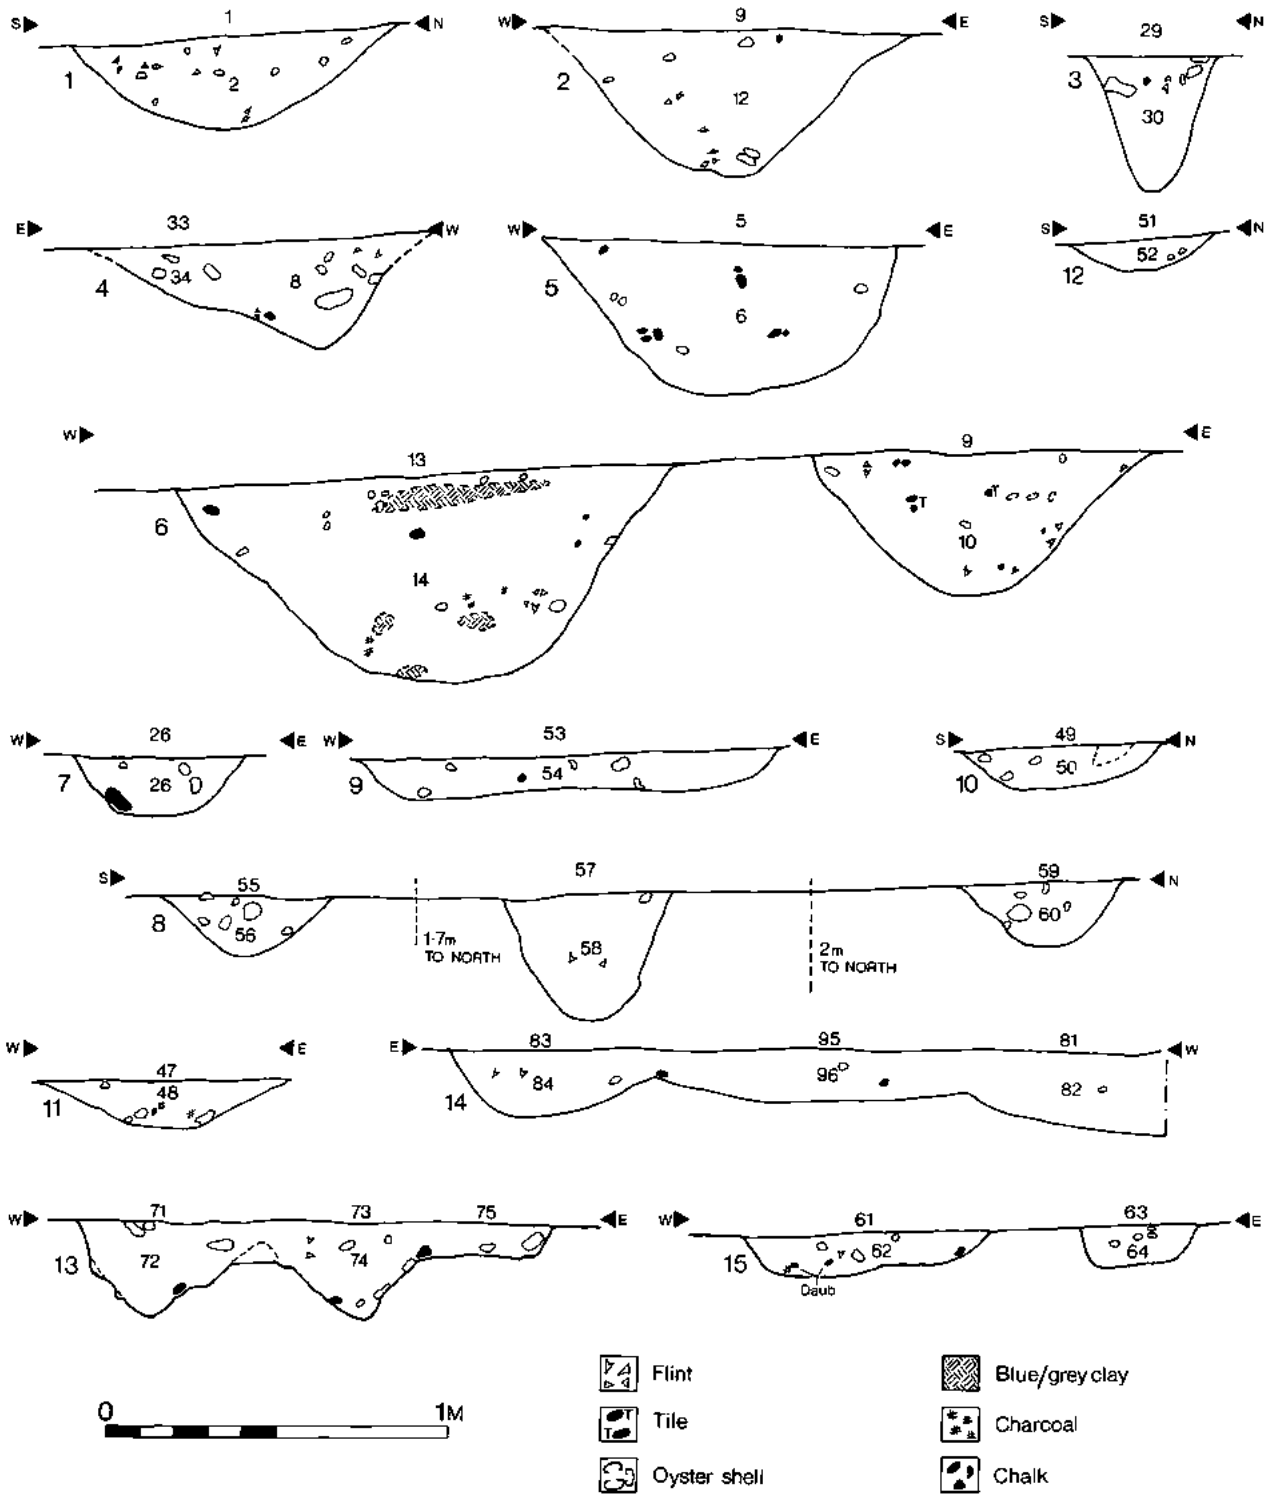 S 1 N
1 2
W 9 E
2 12
S 29 N
3 30
E 33 W
4 34 8
W 5 E
5 6
S 51 N
12 52
W 13 9 E
6 14 T T 10
W 26 E
7 26
W 53 E
9 54
S 49 N
10 50
S 55 57 59 N
8 56 58 60
1·7m
TO NORTH
2m
TO NORTH
W 47 E
11 48
E 83 95 81 W
14 84 96 82
W 71 73 75 E
13 72 74
W 61 63 E
15 62 64
Daub
Flint
Blue/grey clay
T T Tile
Charcoal
Oyster shell
Chalk
0 1M